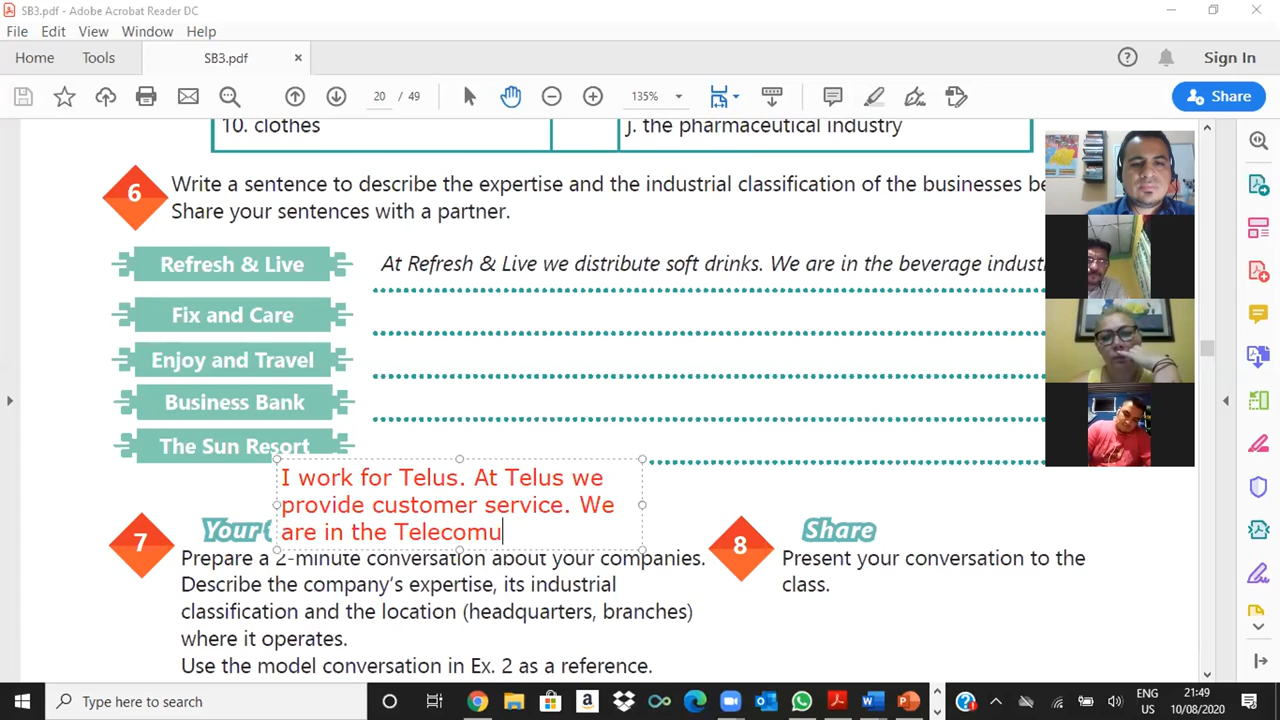 SB3.pdf - Adobe Acrobat Reader DC
File Edit View Window Help
Home Tools SB3.pdf × Sign In
20 / 49 135% Share
10. clothes j. the pharmaceutical industry
6 Write a sentence to describe the expertise and the industrial classification of the businesses be
Share your sentences with a partner.
Refresh & Live At Refresh & Live we distribute soft drinks. We are in the beverage indust
Fix and Care
Enjoy and Travel
Business Bank
The Sun Resort
I work for Telus. At Telus we
provide customer service. We
are in the Telecomu
7 Your
Prepare a 2-minute conversation about your companies.
Describe the company's expertise, its industrial
classification and the location (headquarters, branches)
where it operates.
Use the model conversation in Ex. 2 as a reference.
8 Share
Present your conversation to the
class.
Type here to search
ENG 21:49
US 10/08/2020